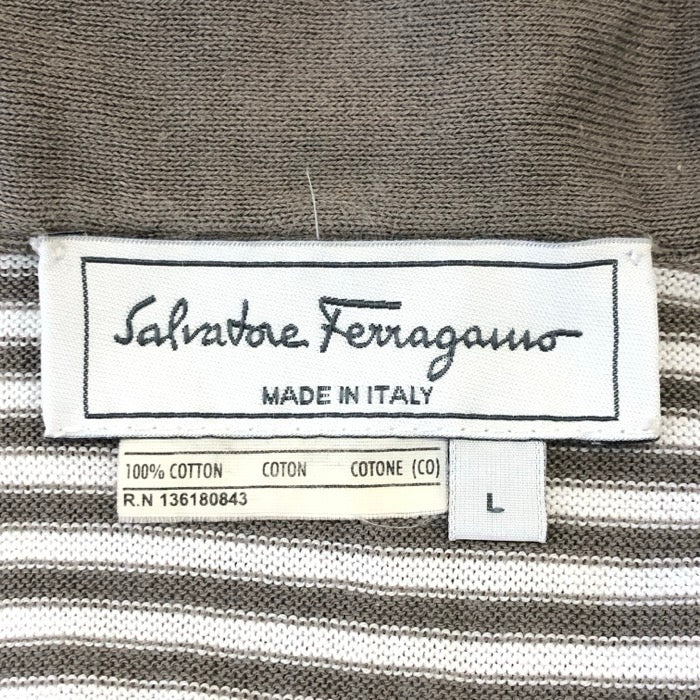 Salvatore Ferragamo
MADE IN ITALY
100% COTTON COTON COTONE (CO)
R.N 136180843
L